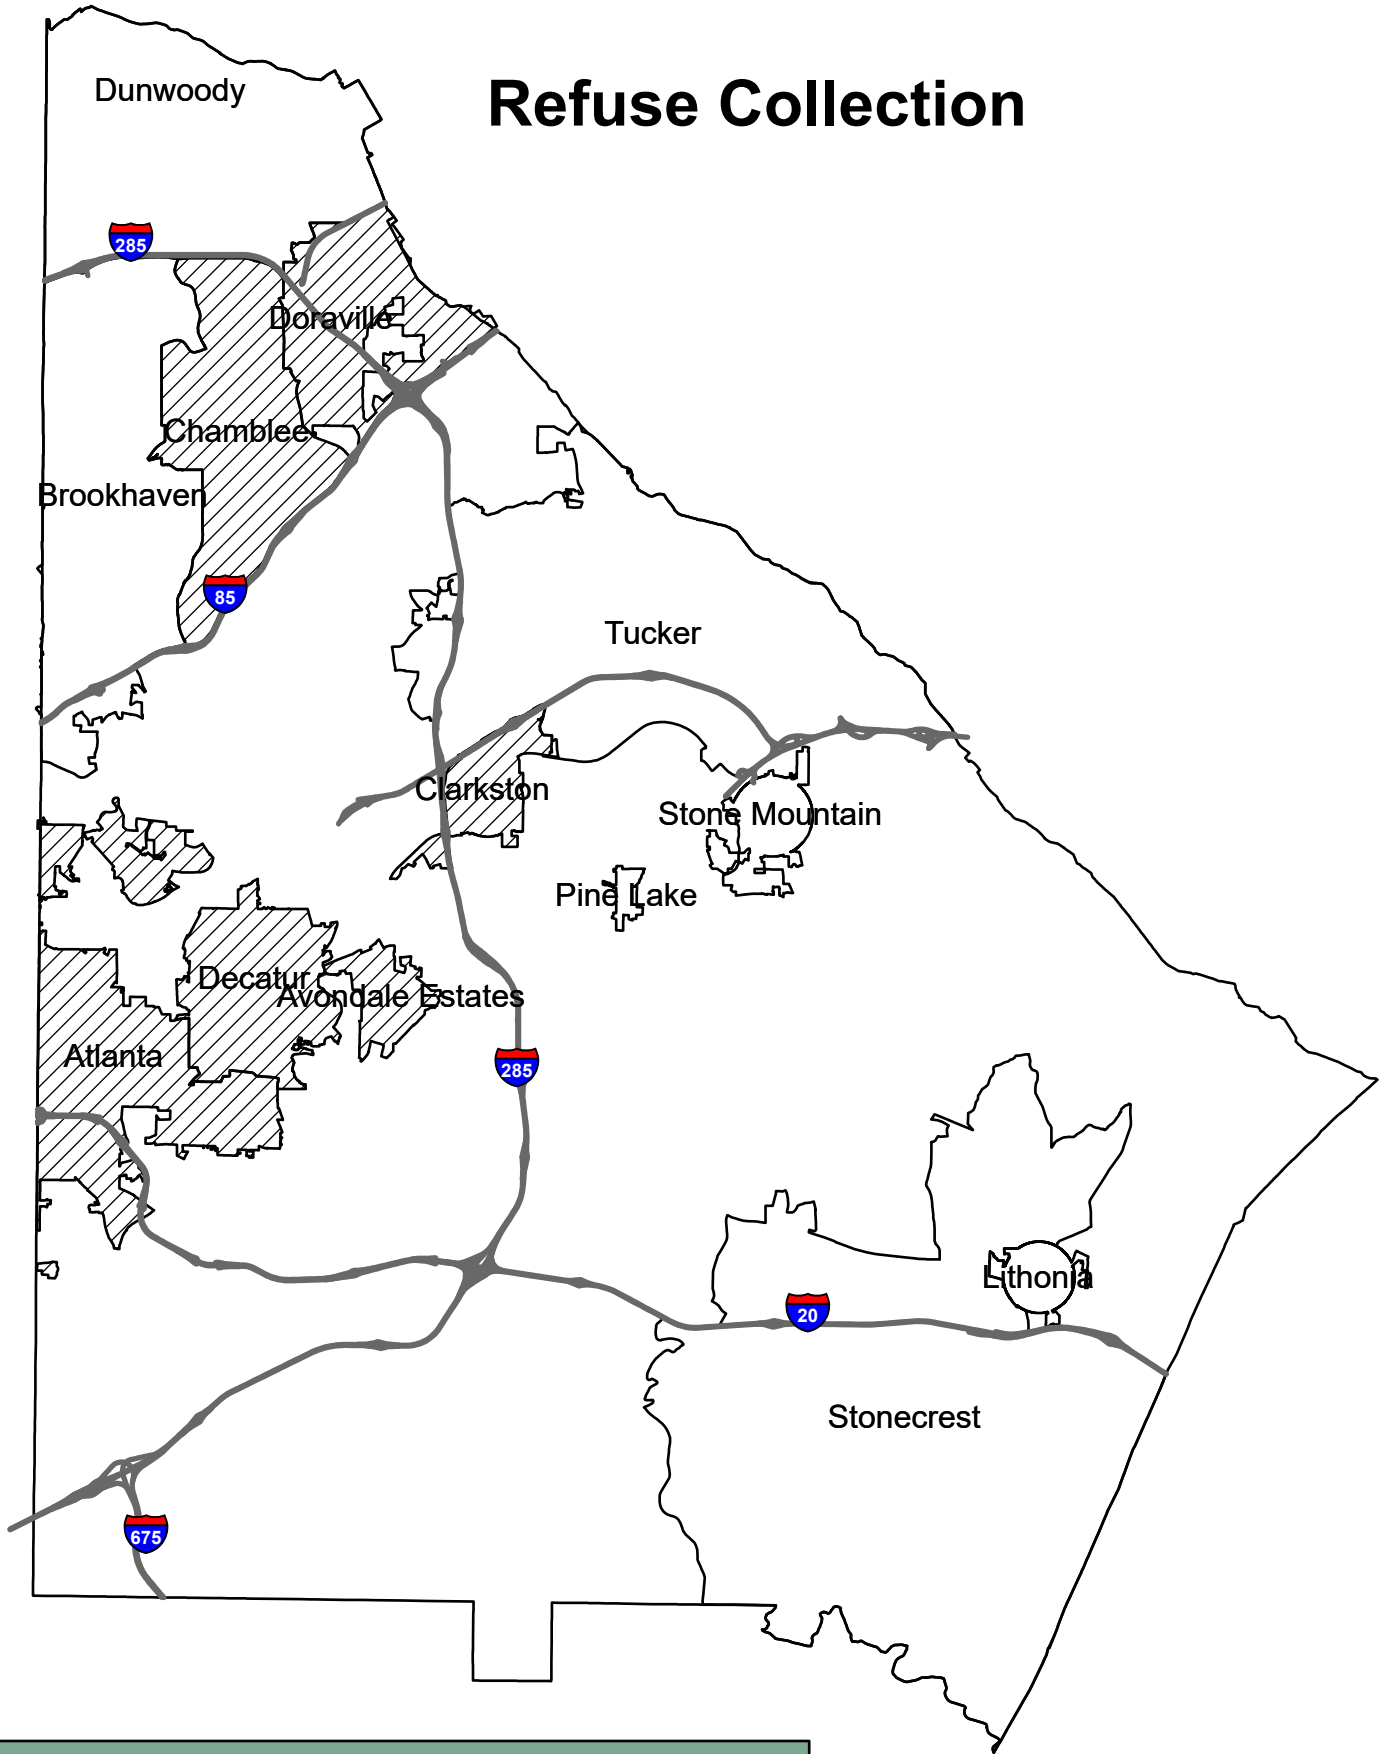 Refuse Collection
Dunwoody
285
Doraville
Chamblee
Brookhaven
85
Tucker
Clarkston
Stone Mountain
Pine Lake
Decatur
Avondale Estates
Atlanta
285
Lithonia
20
Stonecrest
675